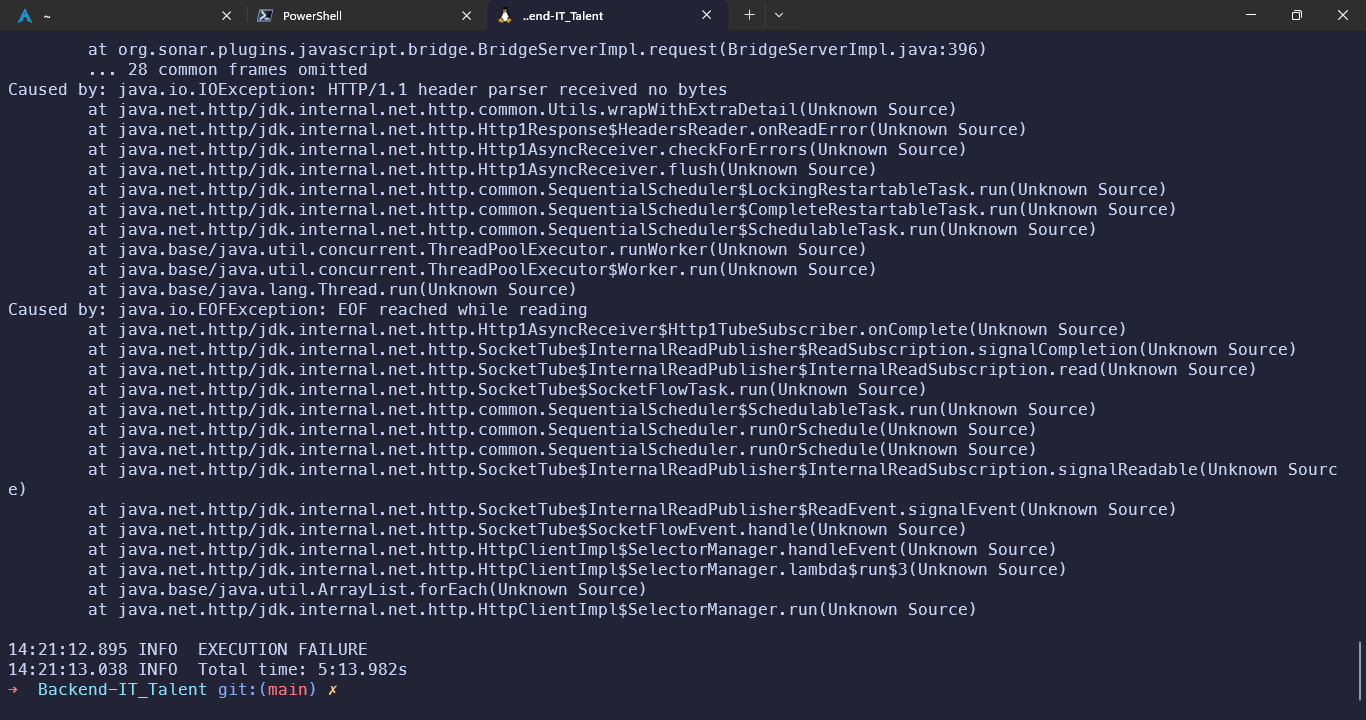 ~
PowerShell
..end-IT_Talent
at org.sonar.plugins.javascript.bridge.BridgeServerImpl.request(BridgeServerImpl.java:396)
... 28 common frames omitted
Caused by: java.io.IOException: HTTP/1.1 header parser received no bytes
at java.net.http/jdk.internal.net.http.common.Utils.wrapWithExtraDetail(Unknown Source)
at java.net.http/jdk.internal.net.http.Http1Response$HeadersReader.onReadError(Unknown Source)
at java.net.http/jdk.internal.net.http.Http1AsyncReceiver.checkForErrors(Unknown Source)
at java.net.http/jdk.internal.net.http.Http1AsyncReceiver.flush(Unknown Source)
at java.net.http/jdk.internal.net.http.common.SequentialScheduler$LockingRestartableTask.run(Unknown Source)
at java.net.http/jdk.internal.net.http.common.SequentialScheduler$CompleteRestartableTask.run(Unknown Source)
at java.net.http/jdk.internal.net.http.common.SequentialScheduler$SchedulableTask.run(Unknown Source)
at java.base/java.util.concurrent.ThreadPoolExecutor.runWorker(Unknown Source)
at java.base/java.util.concurrent.ThreadPoolExecutor$Worker.run(Unknown Source)
at java.base/java.lang.Thread.run(Unknown Source)
Caused by: java.io.EOFException: EOF reached while reading
at java.net.http/jdk.internal.net.http.Http1AsyncReceiver$Http1TubeSubscriber.onComplete(Unknown Source)
at java.net.http/jdk.internal.net.http.SocketTube$InternalReadPublisher$ReadSubscription.signalCompletion(Unknown Source)
at java.net.http/jdk.internal.net.http.SocketTube$InternalReadPublisher$InternalReadSubscription.read(Unknown Source)
at java.net.http/jdk.internal.net.http.SocketTube$SocketFlowTask.run(Unknown Source)
at java.net.http/jdk.internal.net.http.common.SequentialScheduler$SchedulableTask.run(Unknown Source)
at java.net.http/jdk.internal.net.http.common.SequentialScheduler.runOrSchedule(Unknown Source)
at java.net.http/jdk.internal.net.http.common.SequentialScheduler.runOrSchedule(Unknown Source)
at java.net.http/jdk.internal.net.http.SocketTube$InternalReadPublisher$InternalReadSubscription.signalReadable(Unknown Sourc
e)
at java.net.http/jdk.internal.net.http.SocketTube$InternalReadPublisher$ReadEvent.signalEvent(Unknown Source)
at java.net.http/jdk.internal.net.http.SocketTube$SocketFlowEvent.handle(Unknown Source)
at java.net.http/jdk.internal.net.http.HttpClientImpl$SelectorManager.handleEvent(Unknown Source)
at java.net.http/jdk.internal.net.http.HttpClientImpl$SelectorManager.lambda$run$3(Unknown Source)
at java.base/java.util.ArrayList.forEach(Unknown Source)
at java.net.http/jdk.internal.net.http.HttpClientImpl$SelectorManager.run(Unknown Source)
14:21:12.895 INFO  EXECUTION FAILURE
14:21:13.038 INFO  Total time: 5:13.982s
➜  Backend-IT_Talent git:(main) ✗